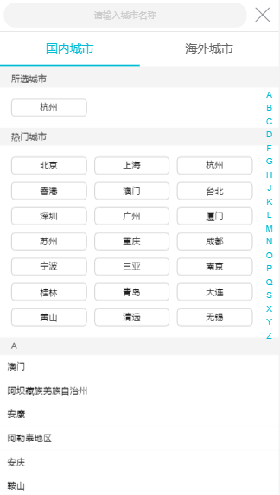 请输入城市名称
国内城市 海外城市
所选城市
杭州
热门城市
北京 上海 杭州
香港 澳门 台北
深圳 广州 厦门
苏州 重庆 成都
宁波 三亚 南京
桂林 青岛 大连
黄山 清远 无锡
A
澳门
阿坝藏族羌族自治州
安康
阿勒泰地区
安庆
鞍山
A
B
C
D
F
G
H
J
K
L
M
N
O
P
Q
S
X
Y
Z